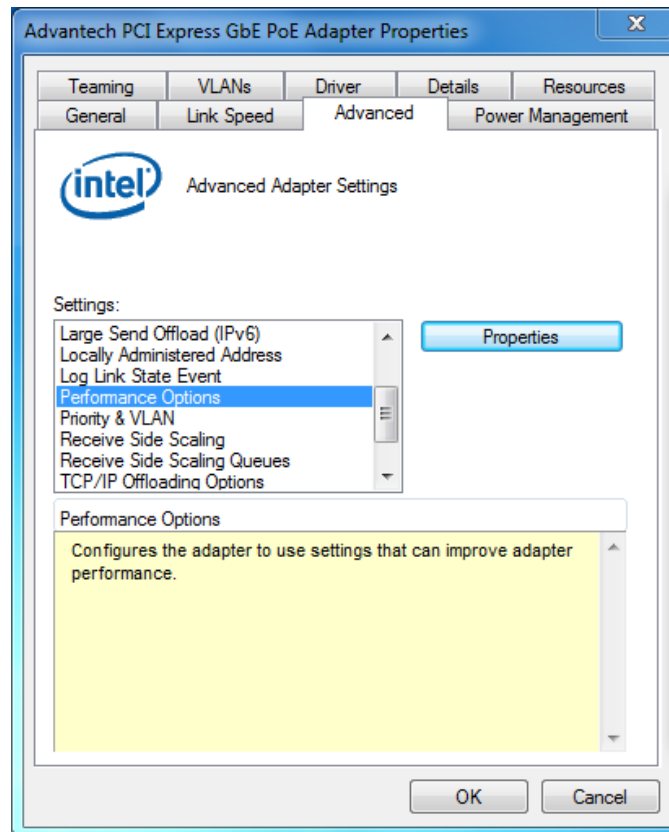 Advantech PCI Express GbE PoE Adapter Properties
Teaming VLANs Driver Details Resources
General Link Speed Advanced Power Management
intel Advanced Adapter Settings
Settings:
Large Send Offload (IPv6)
Locally Administered Address
Log Link State Event
Performance Options
Priority & VLAN
Receive Side Scaling
Receive Side Scaling Queues
TCP/IP Offloading Options
Properties
Performance Options
Configures the adapter to use settings that can improve adapter
performance.
OK Cancel